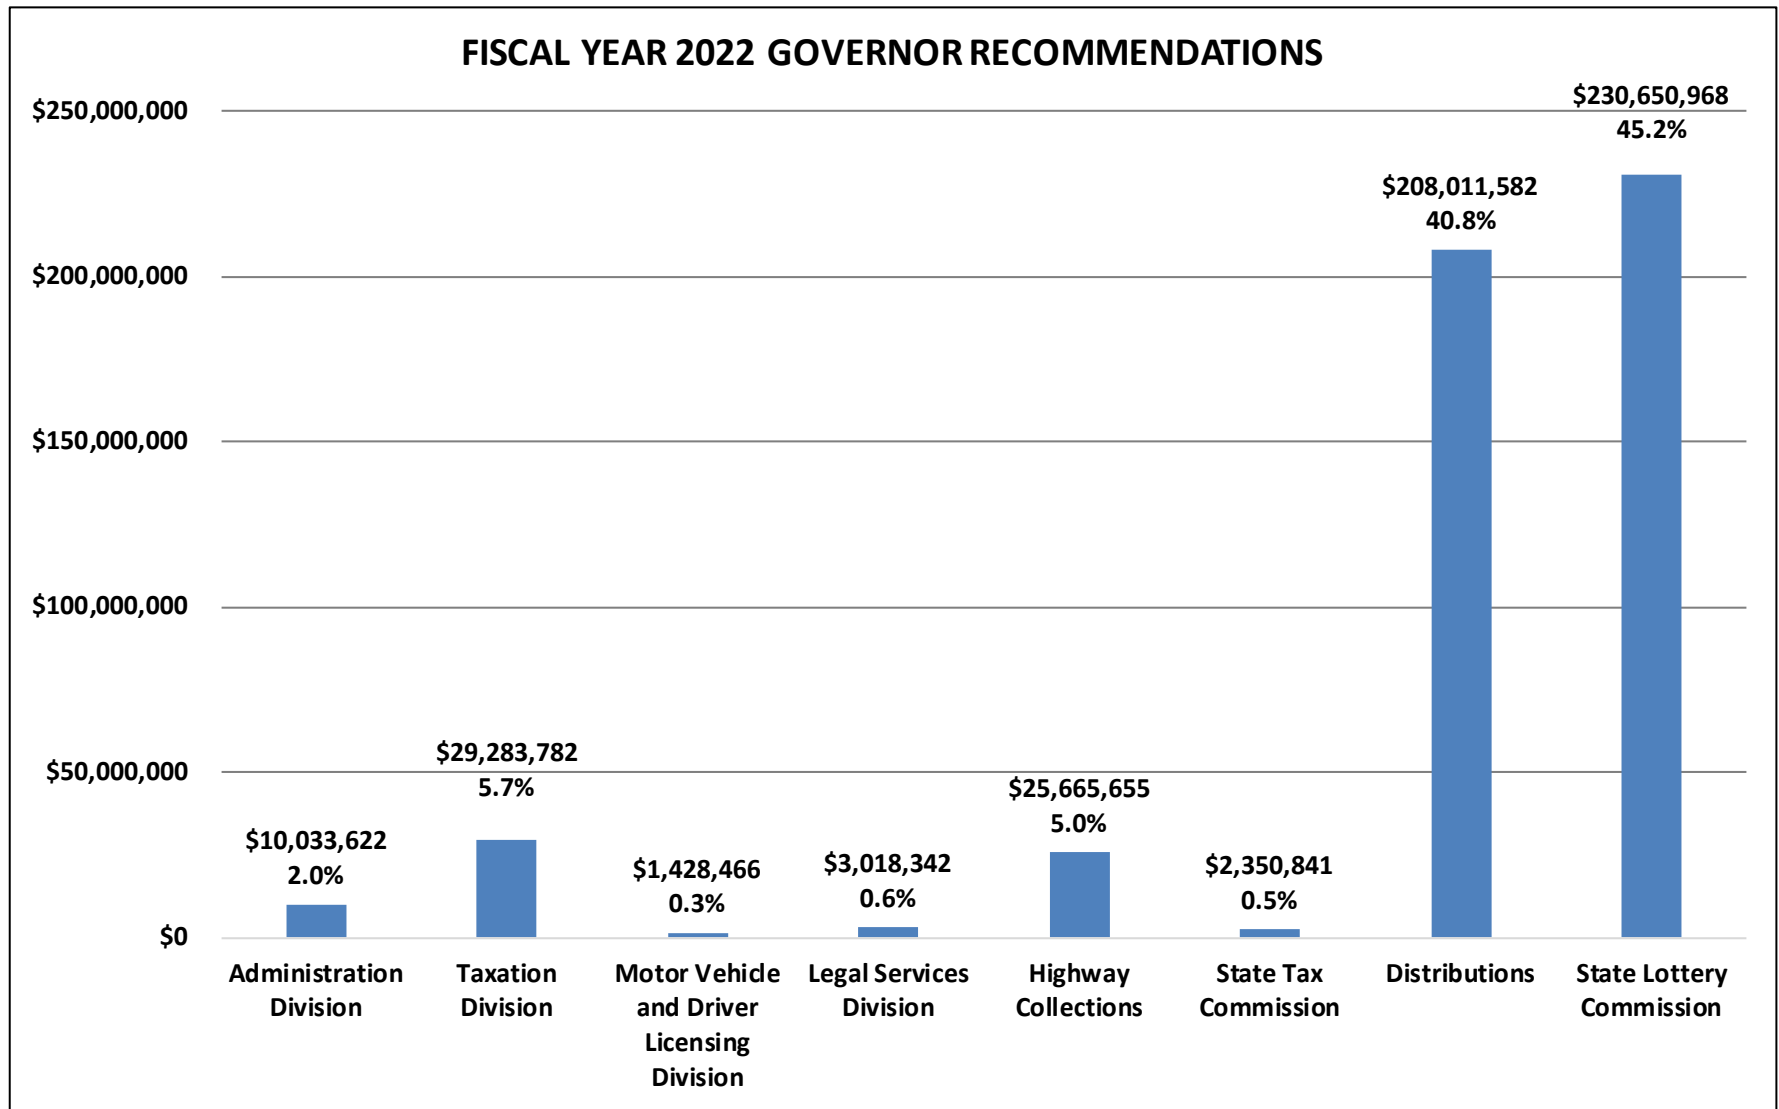 FISCAL YEAR 2022 GOVERNOR RECOMMENDATIONS
$250,000,000
$200,000,000
$150,000,000
$100,000,000
$50,000,000
$0
$10,033,622
2.0%
$29,283,782
5.7%
$1,428,466
0.3%
$3,018,342
0.6%
$25,665,655
5.0%
$2,350,841
0.5%
$208,011,582
40.8%
$230,650,968
45.2%
Administration
Division
Taxation
Division
Motor Vehicle
and Driver
Licensing
Division
Legal Services
Division
Highway
Collections
State Tax
Commission
Distributions
State Lottery
Commission